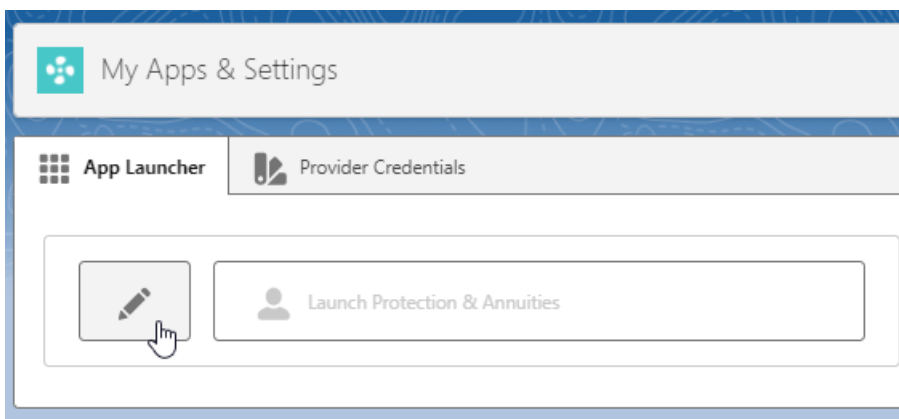 My Apps & Settings
App Launcher
Provider Credentials
Launch Protection & Annuities